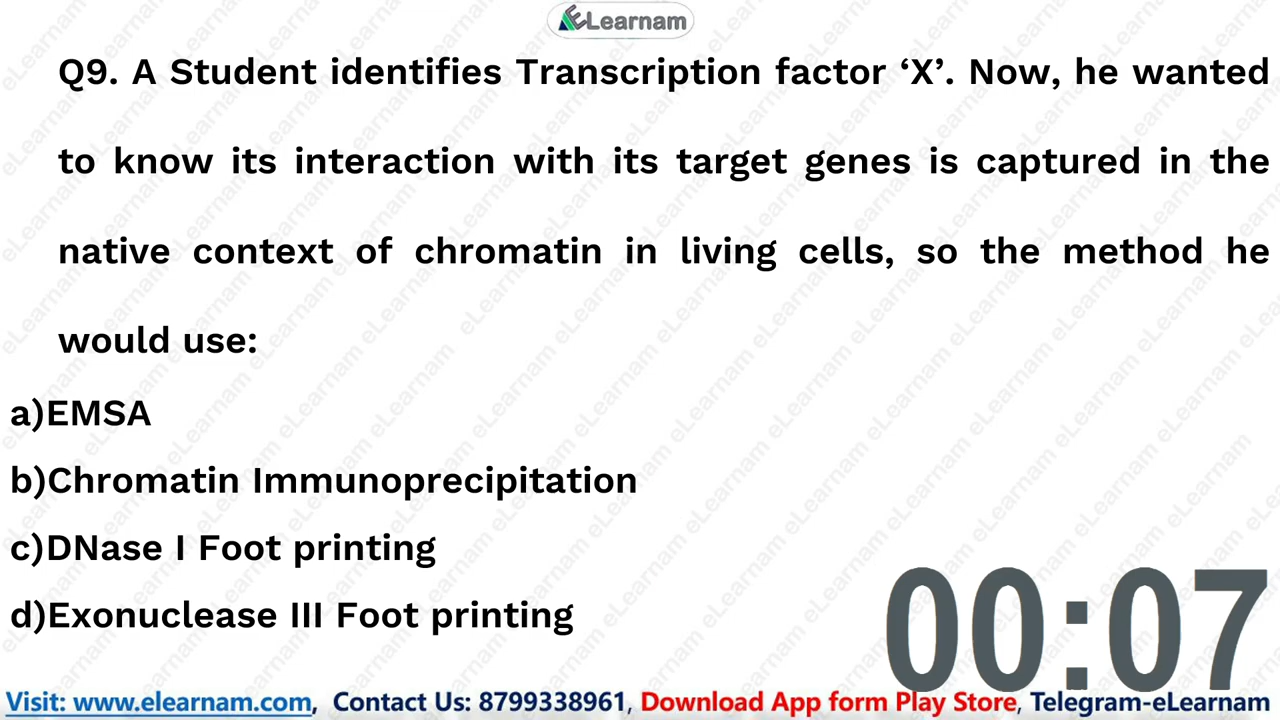 eLearnam
Q9. A Student identifies Transcription factor ‘X’. Now, he wanted
to know its interaction with its target genes is captured in the
native context of chromatin in living cells, so the method he
would use:
a)EMSA
b)Chromatin Immunoprecipitation
c)DNase I Foot printing
d)Exonuclease III Foot printing
00:07
Visit: www.elearnam.com, Contact Us: 8799338961, Download App form Play Store, Telegram-eLearnam